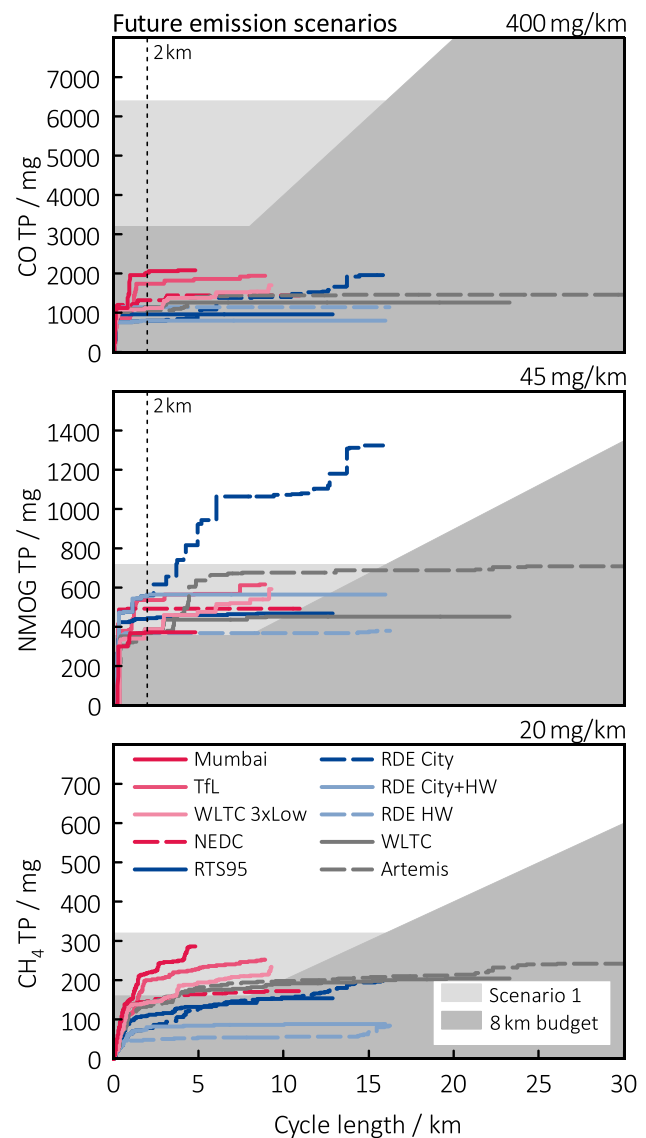 Future emission scenarios 400 mg/km
2 km
7000
6000
5000
4000
3000
2000
1000
0
CO TP / mg
45 mg/km
2 km
1400
1200
1000
800
600
400
200
0
NMOG TP / mg
20 mg/km
700
600
500
400
300
200
100
0
CH4 TP / mg
Mumbai RDE City
TfL RDE City+HW
WLTC 3xLow RDE HW
NEDC WLTC
RTS95 Artemis
Scenario 1
8 km budget
0 5 10 15 20 25 30
Cycle length / km